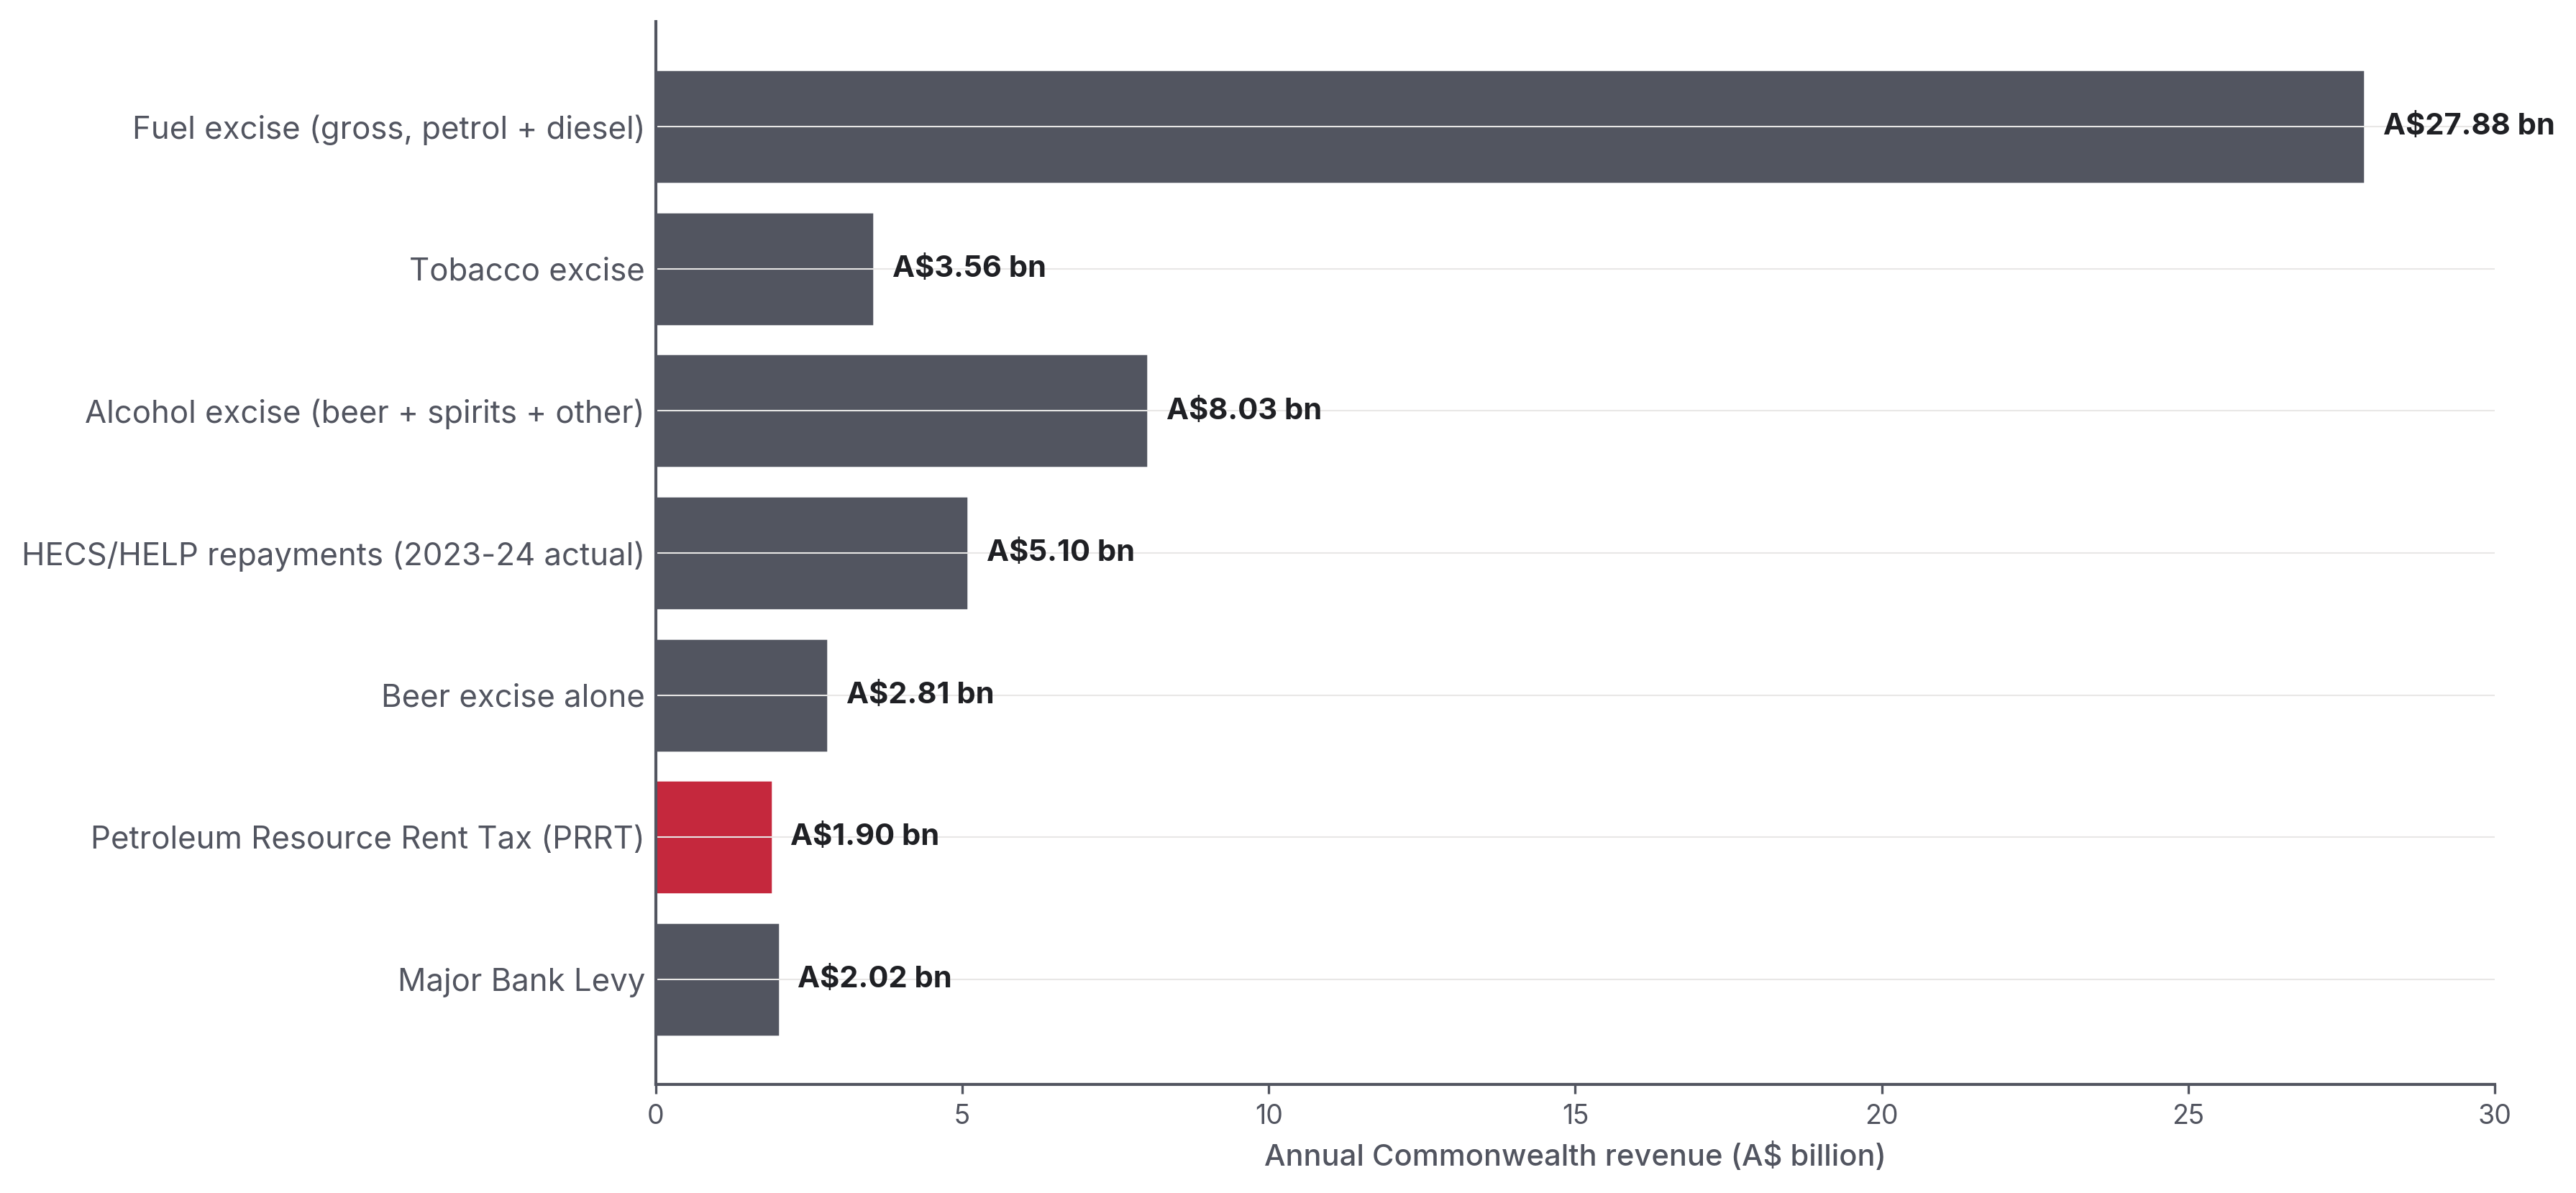 Fuel excise (gross, petrol + diesel)
A$27.88 bn
Tobacco excise
A$3.56 bn
Alcohol excise (beer + spirits + other)
A$8.03 bn
HECS/HELP repayments (2023-24 actual)
A$5.10 bn
Beer excise alone
A$2.81 bn
Petroleum Resource Rent Tax (PRRT)
A$1.90 bn
Major Bank Levy
A$2.02 bn
0 5 10 15 20 25 30
Annual Commonwealth revenue (A$ billion)